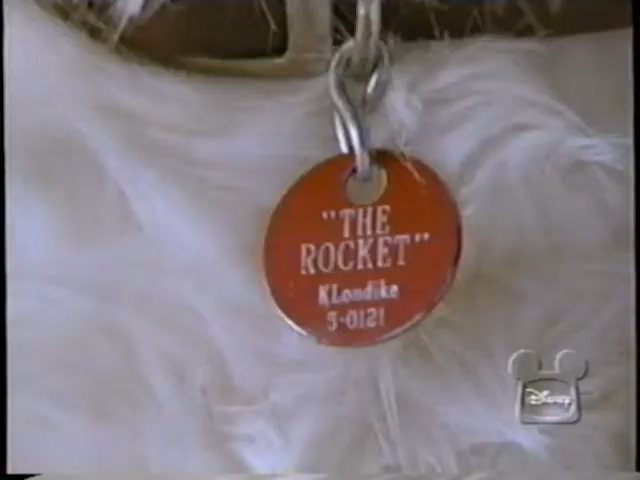 "THE
ROCKET"
KLondike
5-0121
Disney